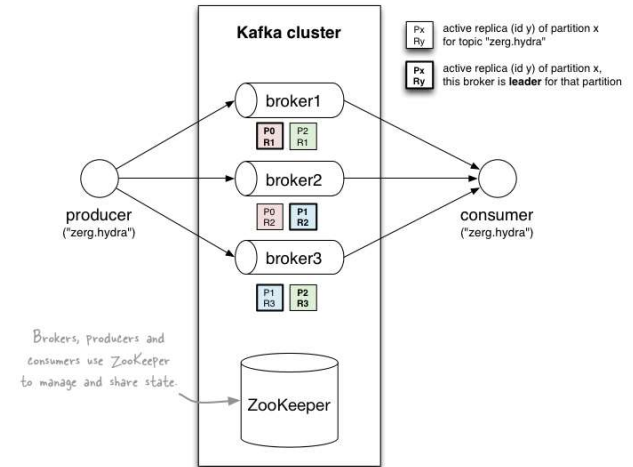 Kafka cluster
Px
Ry
active replica (id y) of partition x
for topic "zerg.hydra"
Px
Ry
active replica (id y) of partition x,
this broker is leader for that partition
broker1
P0
R1
P2
R1
broker2
P0
R2
P1
R2
producer
("zerg.hydra")
consumer
("zerg.hydra")
broker3
P1
R3
P2
R3
Brokers, producers and
consumers use ZooKeeper
to manage and share state.
ZooKeeper